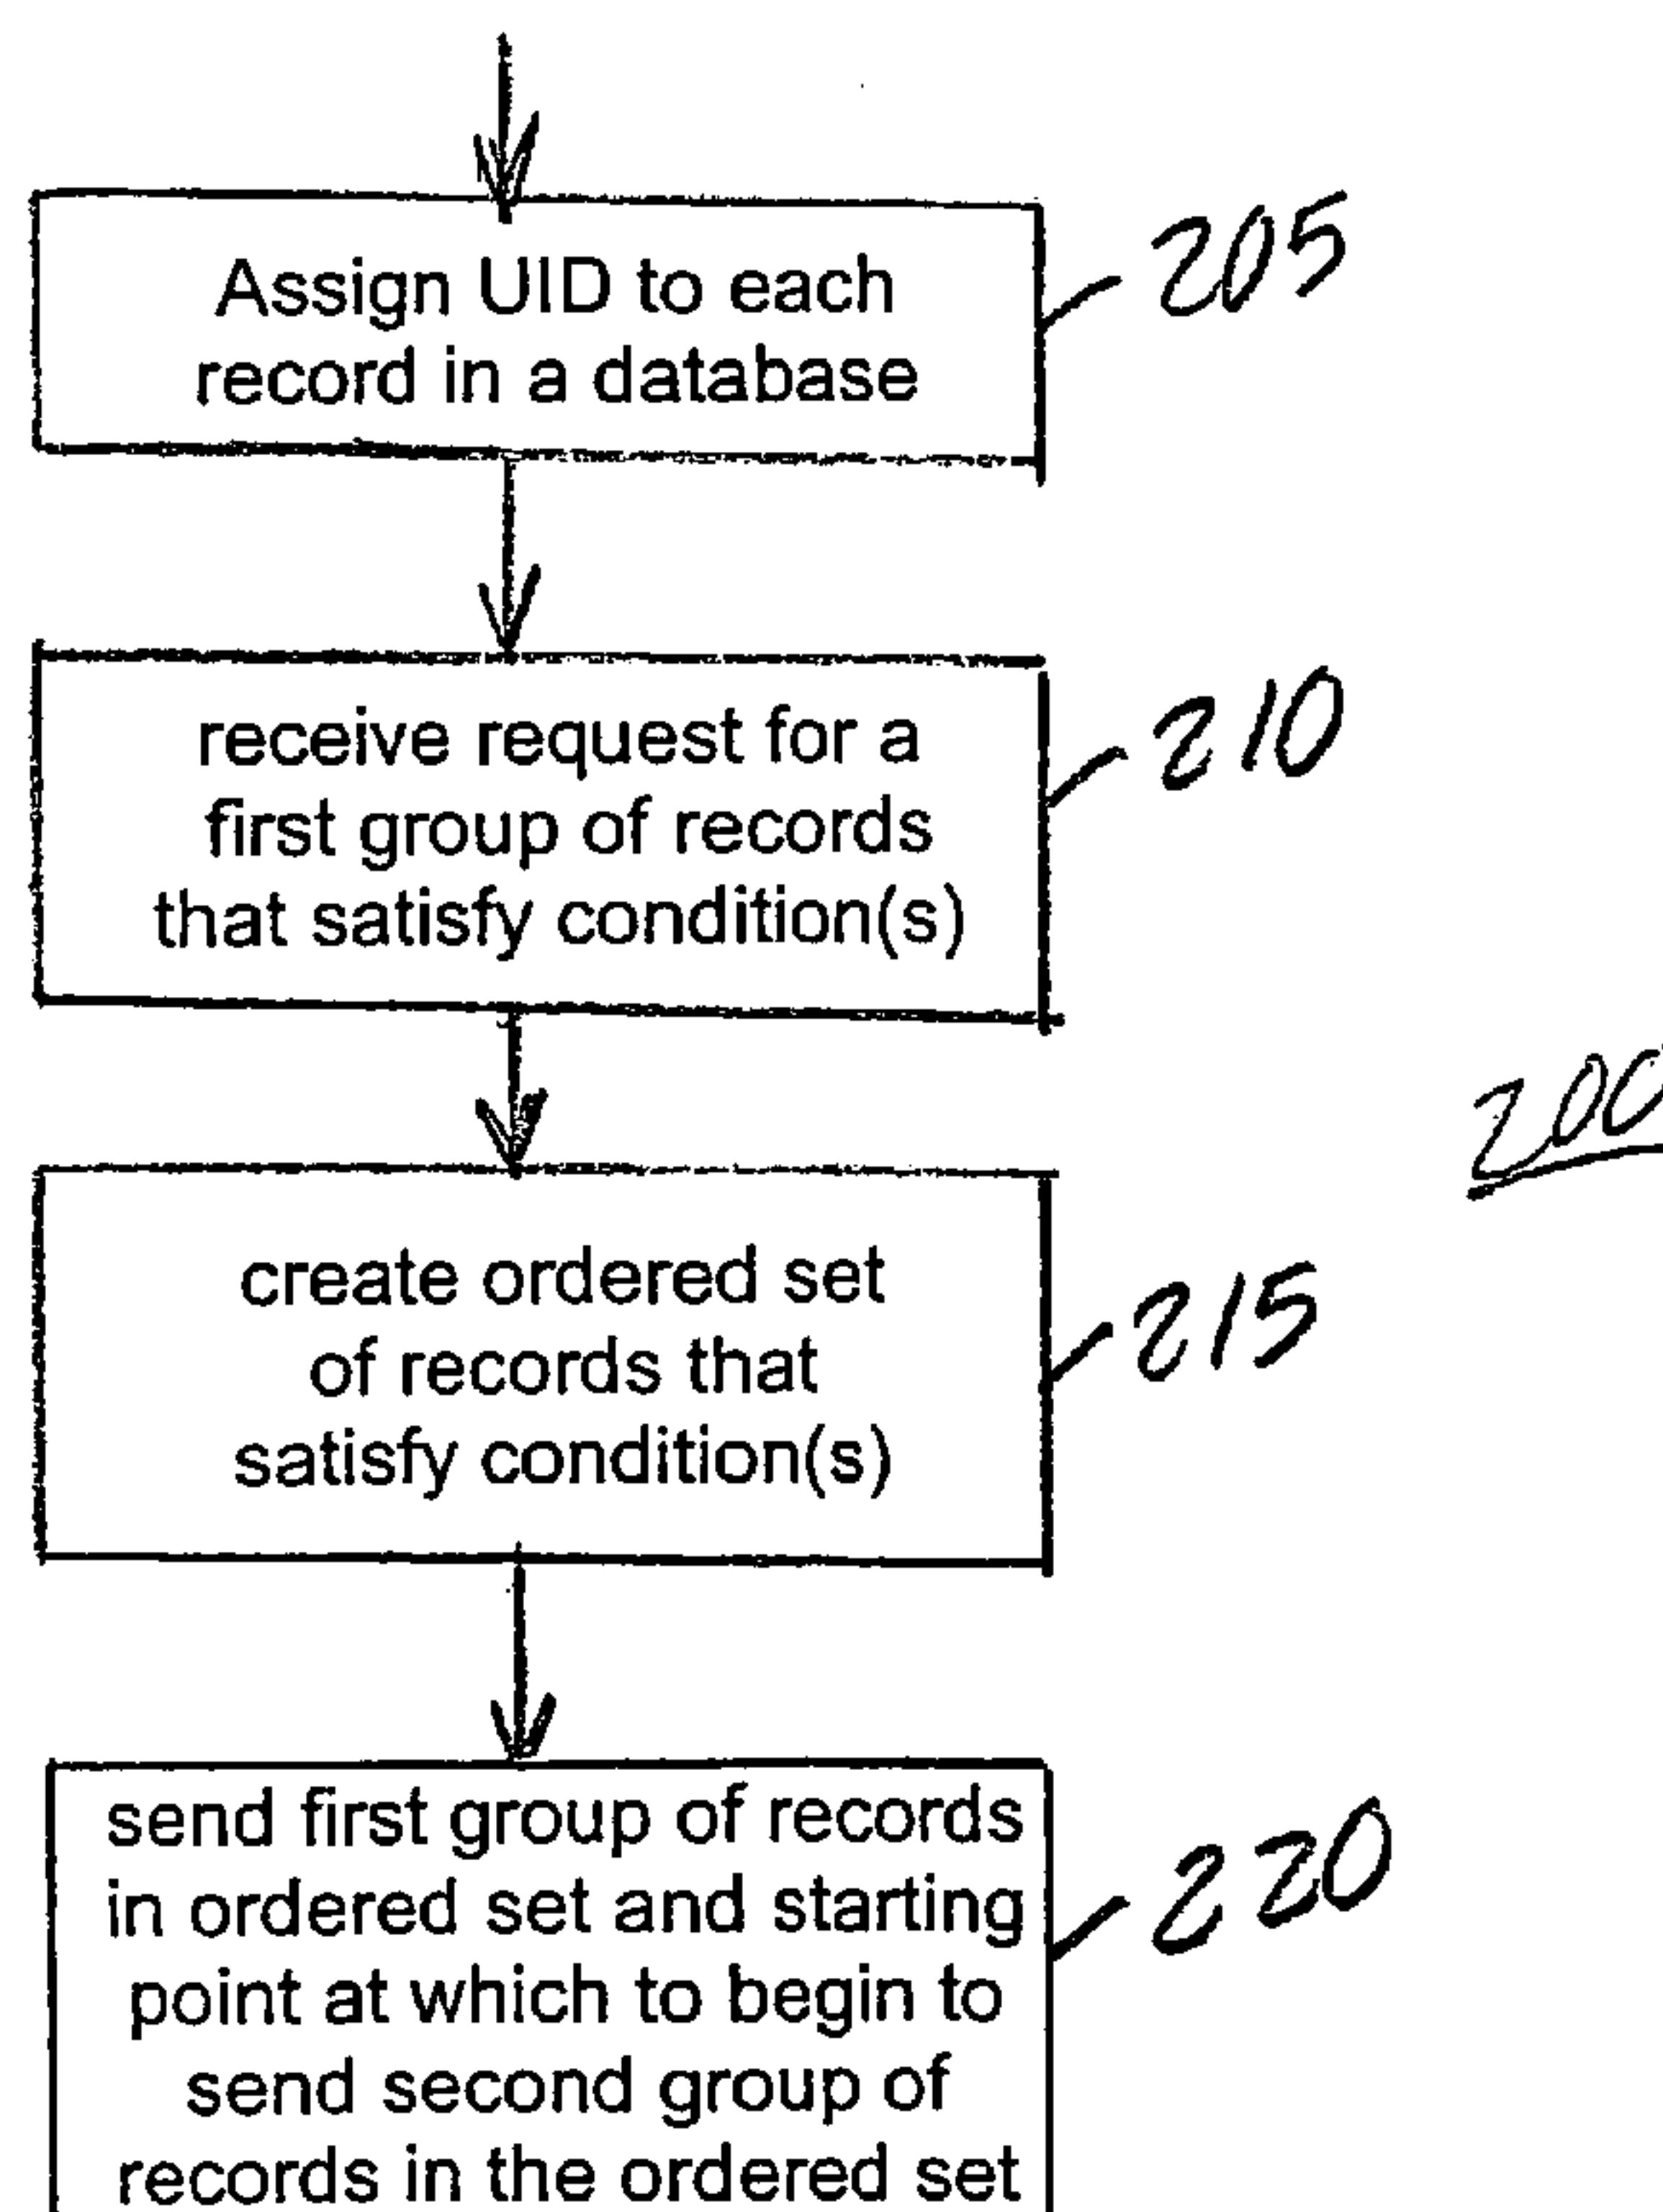 Assign UID to each
record in a database
205
receive request for a
first group of records
that satisfy condition(s)
210
200
create ordered set
of records that
satisfy condition(s)
215
send first group of records
in ordered set and starting
point at which to begin to
send second group of
records in the ordered set
220